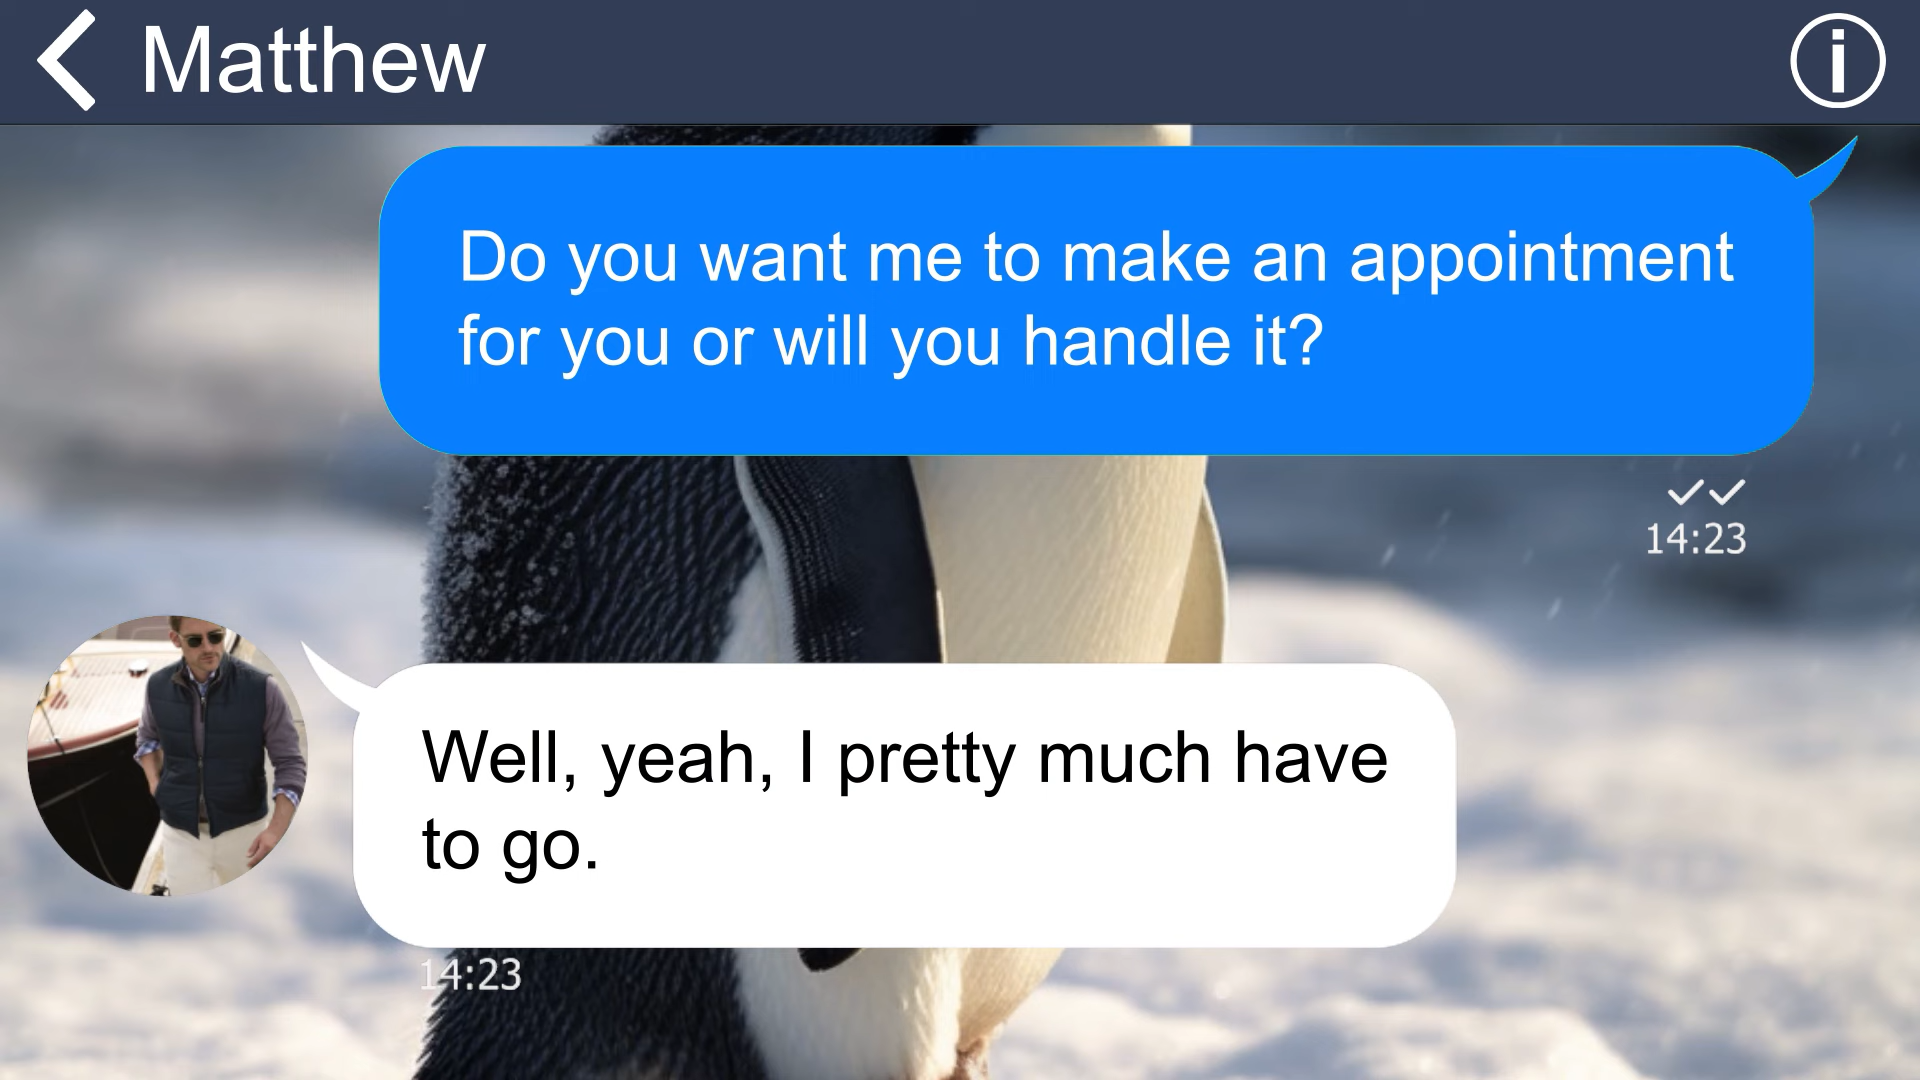 Matthew
Do you want me to make an appointment
for you or will you handle it?
14:23
Well, yeah, I pretty much have
to go.
14:23